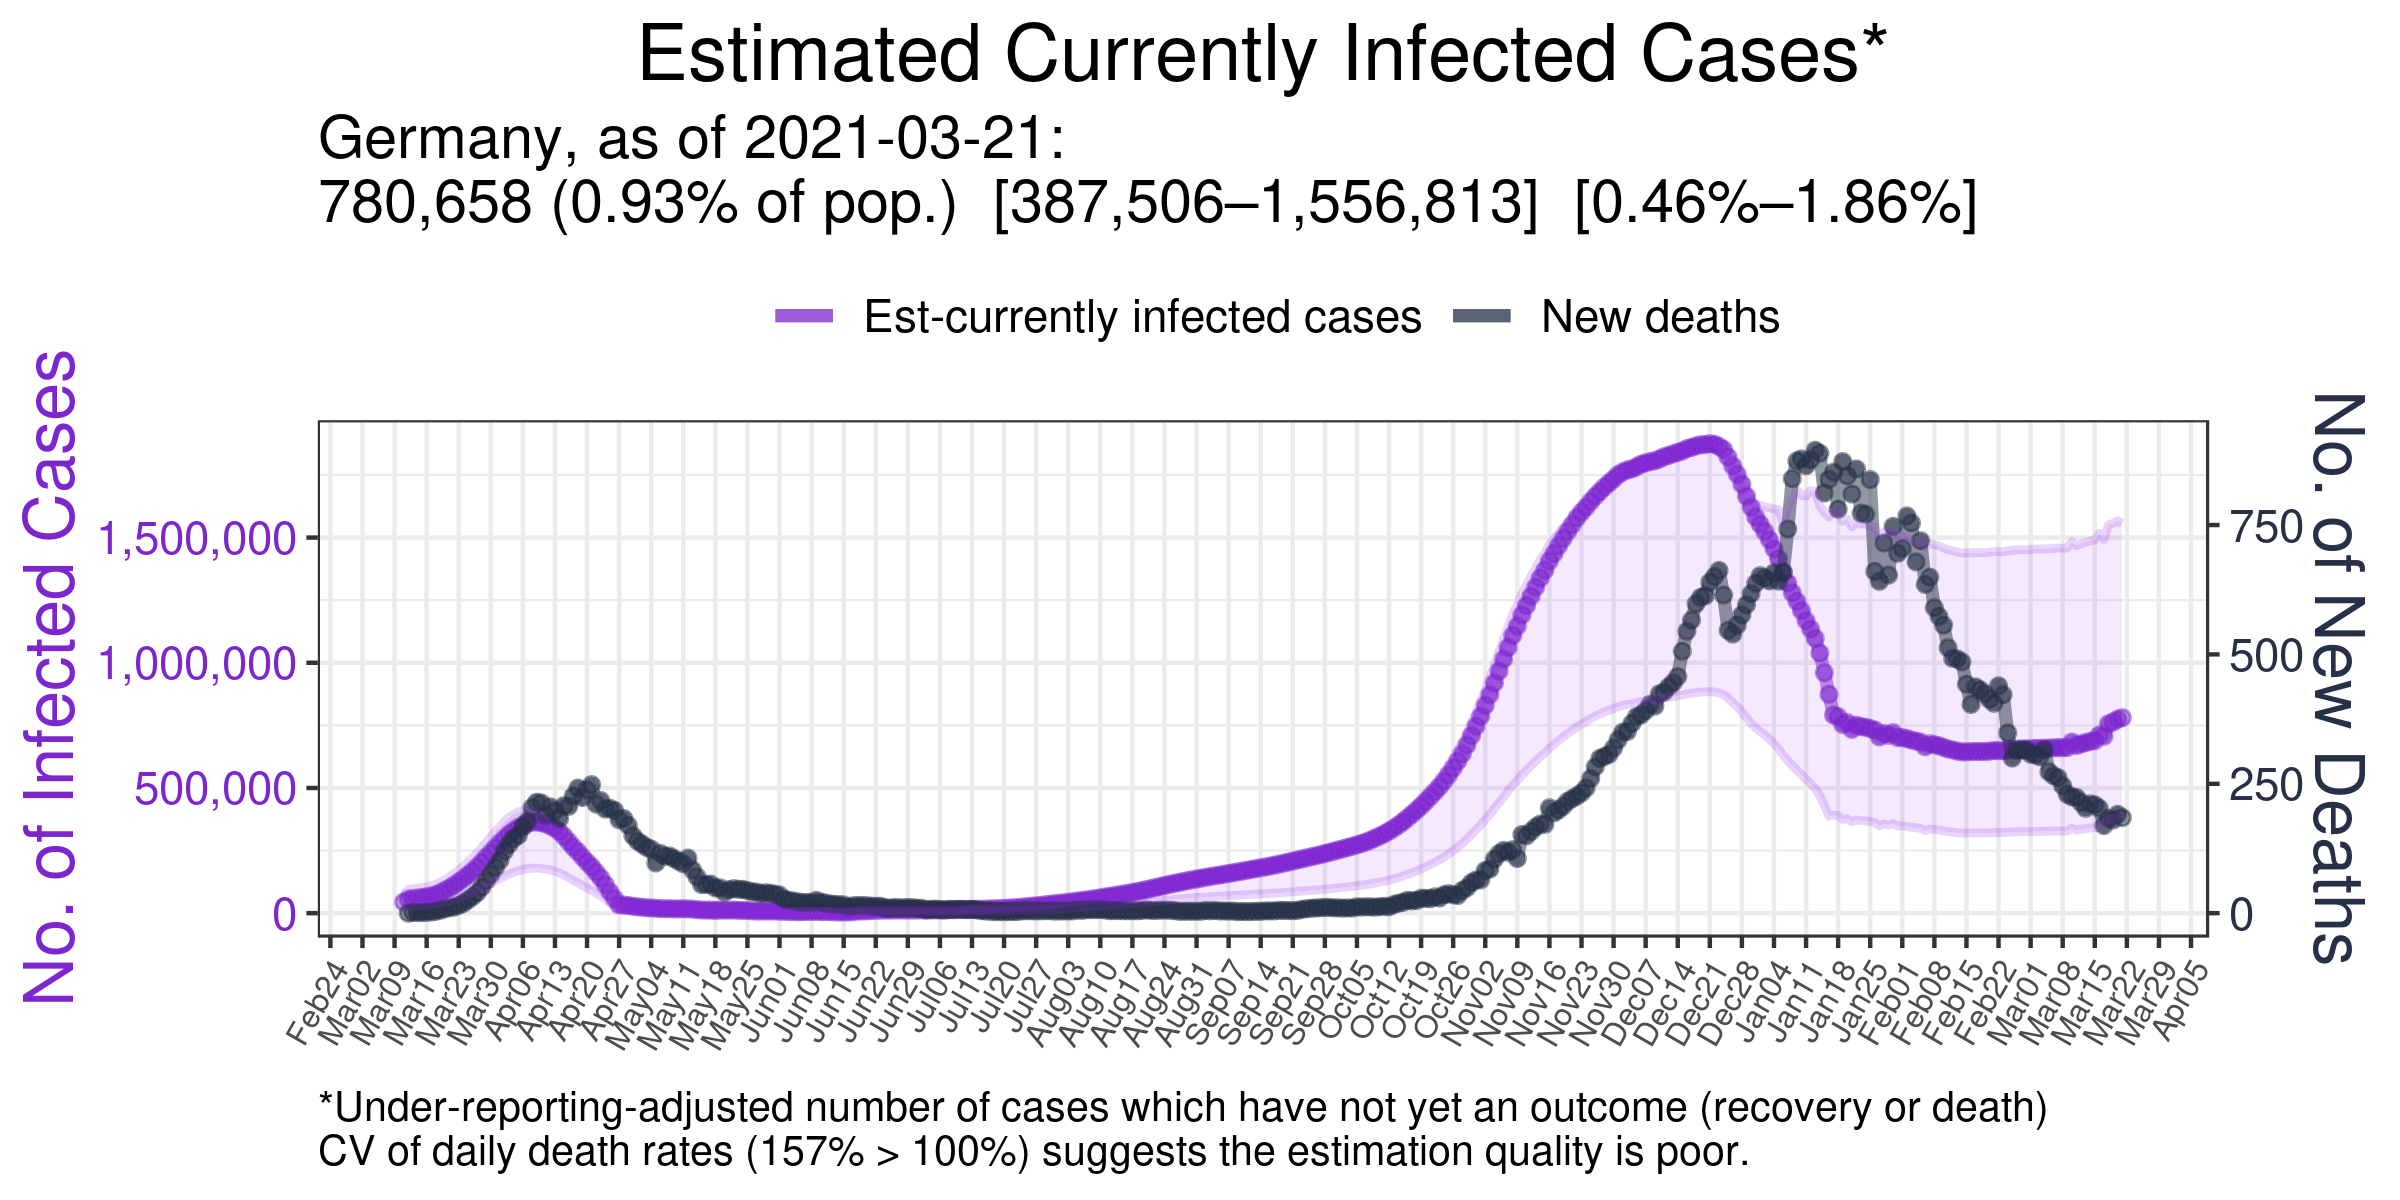 Estimated Currently Infected Cases*
Germany, as of 2021-03-21:
780,658 (0.93% of pop.) [387,506–1,556,813] [0.46%–1.86%]
Est-currently infected cases
New deaths
No. of Infected Cases
1,500,000
1,000,000
500,000
0
No. of New Deaths
750
500
250
0
Feb24
Mar02
Mar09
Mar16
Mar23
Mar30
Apr06
Apr13
Apr20
Apr27
May04
May11
May18
May25
Jun01
Jun08
Jun15
Jun22
Jun29
Jul06
Jul13
Jul20
Jul27
Aug03
Aug10
Aug17
Aug24
Aug31
Sep07
Sep14
Sep21
Sep28
Oct05
Oct12
Oct19
Oct26
Nov02
Nov09
Nov16
Nov23
Nov30
Dec07
Dec14
Dec21
Dec28
Jan04
Jan11
Jan18
Jan25
Feb01
Feb08
Feb15
Feb22
Mar01
Mar08
Mar15
Mar22
Mar29
Apr05
*Under-reporting-adjusted number of cases which have not yet an outcome (recovery or death)
CV of daily death rates (157% > 100%) suggests the estimation quality is poor.